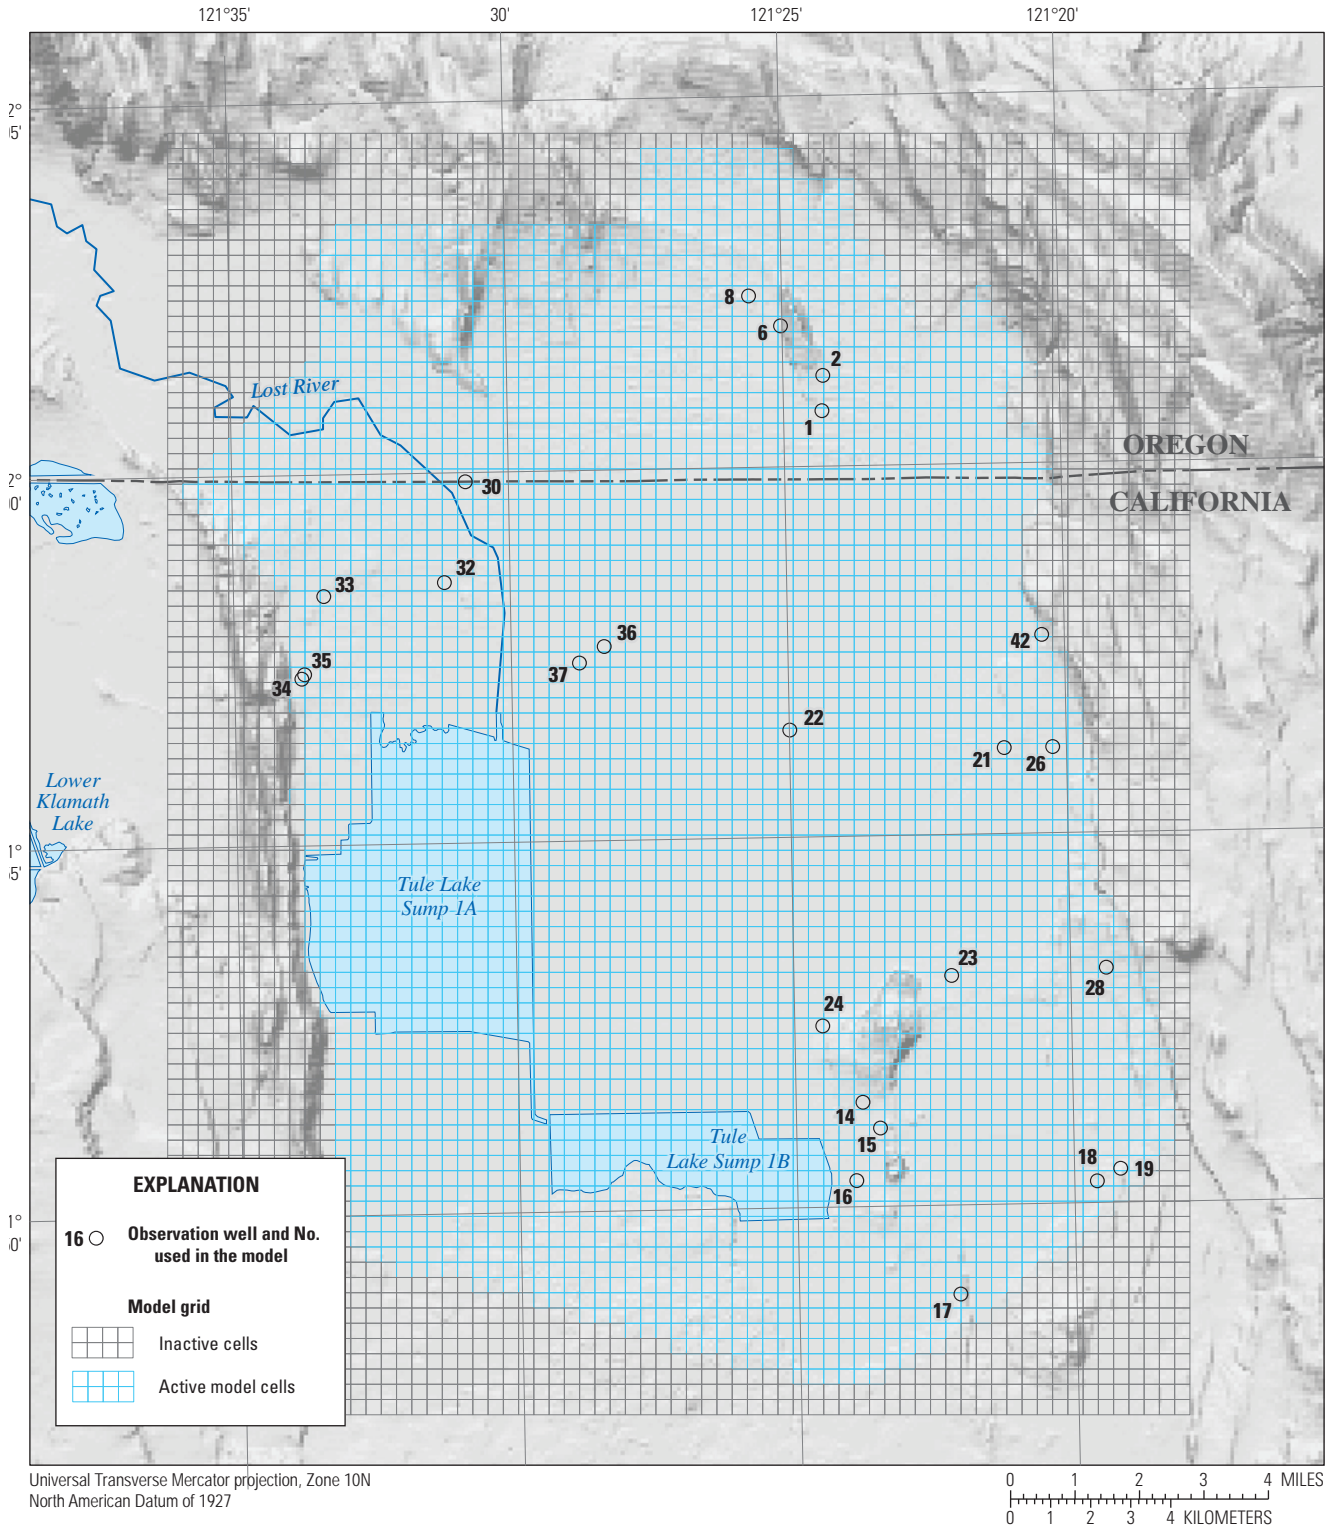 121°35'
30'
121°25'
121°20'
2°
5'
8
6
2
Lost River
1
OREGON
2°
0'
30
CALIFORNIA
32
33
36
42
35
37
34
22
21
26
Lower
Klamath
Lake
1°
5'
Tule Lake
Sump 1A
23
28
24
14
15
Tule
Lake Sump 1B
18
19
16
1°
0'
17
EXPLANATION
16 Observation well and No.
used in the model
Model grid
Inactive cells
Active model cells
Universal Transverse Mercator projection, Zone 10N
North American Datum of 1927
0 1 2 3 4 MILES
0 1 2 3 4 KILOMETERS